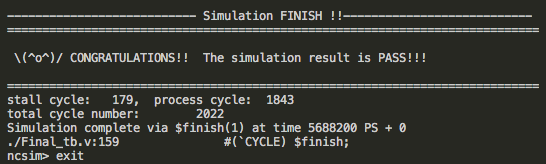 -------------------------- Simulation FINISH !!--------------------------
=========================================================================
\(^o^)/ CONGRATULATIONS!!  The simulation result is PASS!!!
=========================================================================
stall cycle:   179,  process cycle:  1843
total cycle number:        2022
Simulation complete via $finish(1) at time 5688200 PS + 0
./Final_tb.v:159                #(`CYCLE) $finish;
ncsim> exit